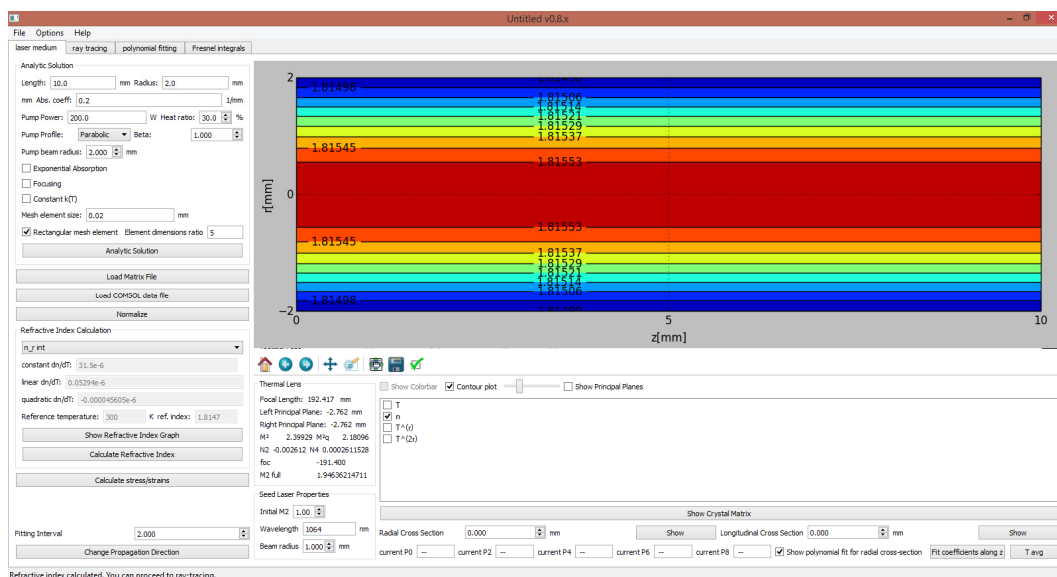 Untitled v0.8.x
File Options Help
laser medium ray tracing polynomial fitting Fresnel integrals
Analytic Solution
Length: 10.0 mm Radius: 2.0 mm
mm Abs. coeff: 0.2 1/mm
Pump Power: 200.0 W Heat ratio: 30.0 %
Pump Profile: Parabolic Beta: 1.000
Pump beam radius: 2.000 mm
Exponential Absorption
Focusing
Constant k(T)
Mesh element size: 0.02 mm
Rectangular mesh element Element dimensions ratio 5
Analytic Solution
Load Matrix File
Load COMSOL data file
Normalize
Refractive Index Calculation
n_r int
constant dn/dT: 31.5e-6
linear dn/dT: 0.05294e-6
quadratic dn/dT: -0.000045605e-6
Reference temperature: 300 K ref. index: 1.8147
Show Refractive Index Graph
Calculate Refractive Index
Calculate stress/strains
Fitting Interval 2.000
Change Propagation Direction
Refractive index calculated. You can proceed to ray-tracing.
2
1.81498
1.81506
1.81514
1.81521
1.81529
1.81537
1.81545
1.81553
r[mm]
0
1.81553
1.81545
1.81537
1.81529
1.81521
1.81514
1.81506
1.81498
−2
0 5 10
z[mm]
Thermal Lens
Focal Length: 192.417 mm
Left Principal Plane: -2.762 mm
Right Principal Plane: -2.762 mm
M² 2.39929 M²q 2.18096
N2 -0.002612 N4 0.0002611528
foc -191.400
M2 full 1.94636214711
Seed Laser Properties
Initial M2 1.00
Wavelength 1064 nm
Beam radius 1.000 mm
Show Colorbar Contour plot Show Principal Planes
T
n
T^(r)
T^(2r)
Show Crystal Matrix
Radial Cross Section 0.000 mm Show Longitudinal Cross Section 0.000 mm Show
current P0 -- current P2 -- current P4 -- current P6 -- current P8 -- Show polynomial fit for radial cross-section Fit coefficients along z T avg